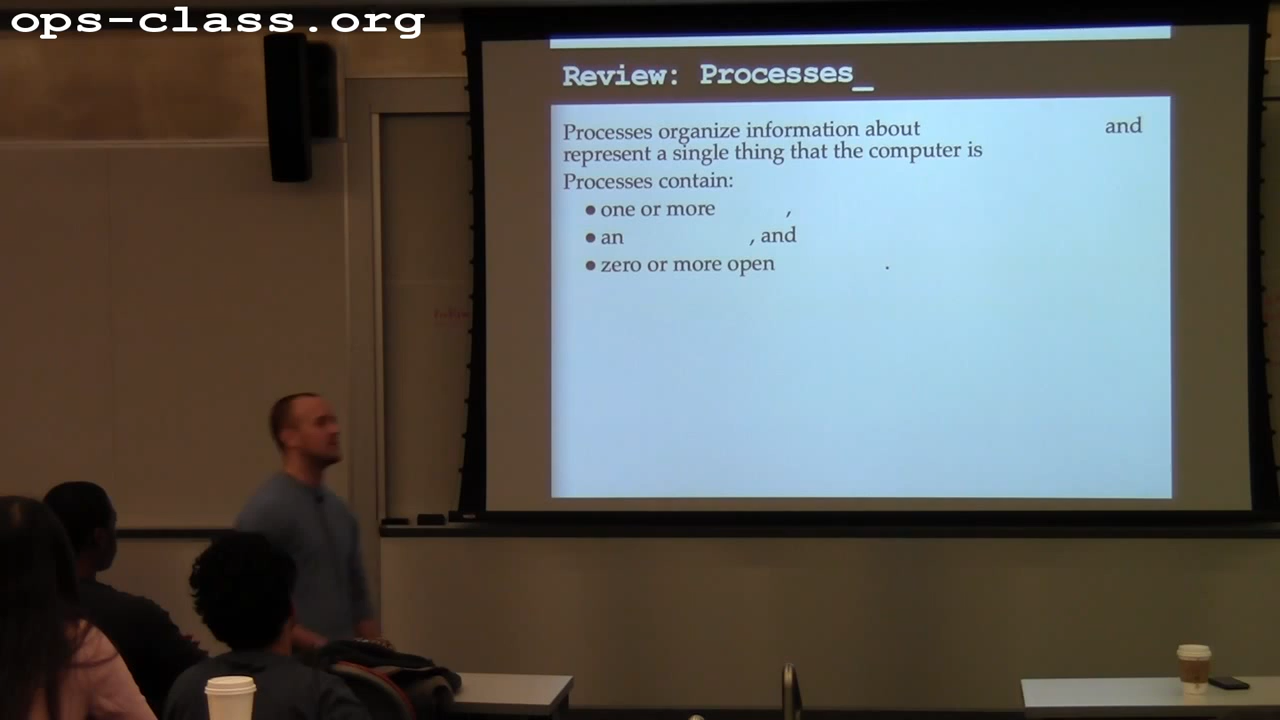 ops-class.org
Review: Processes_
Processes organize information about and
represent a single thing that the computer is
Processes contain:
• one or more ,
• an , and
• zero or more open .